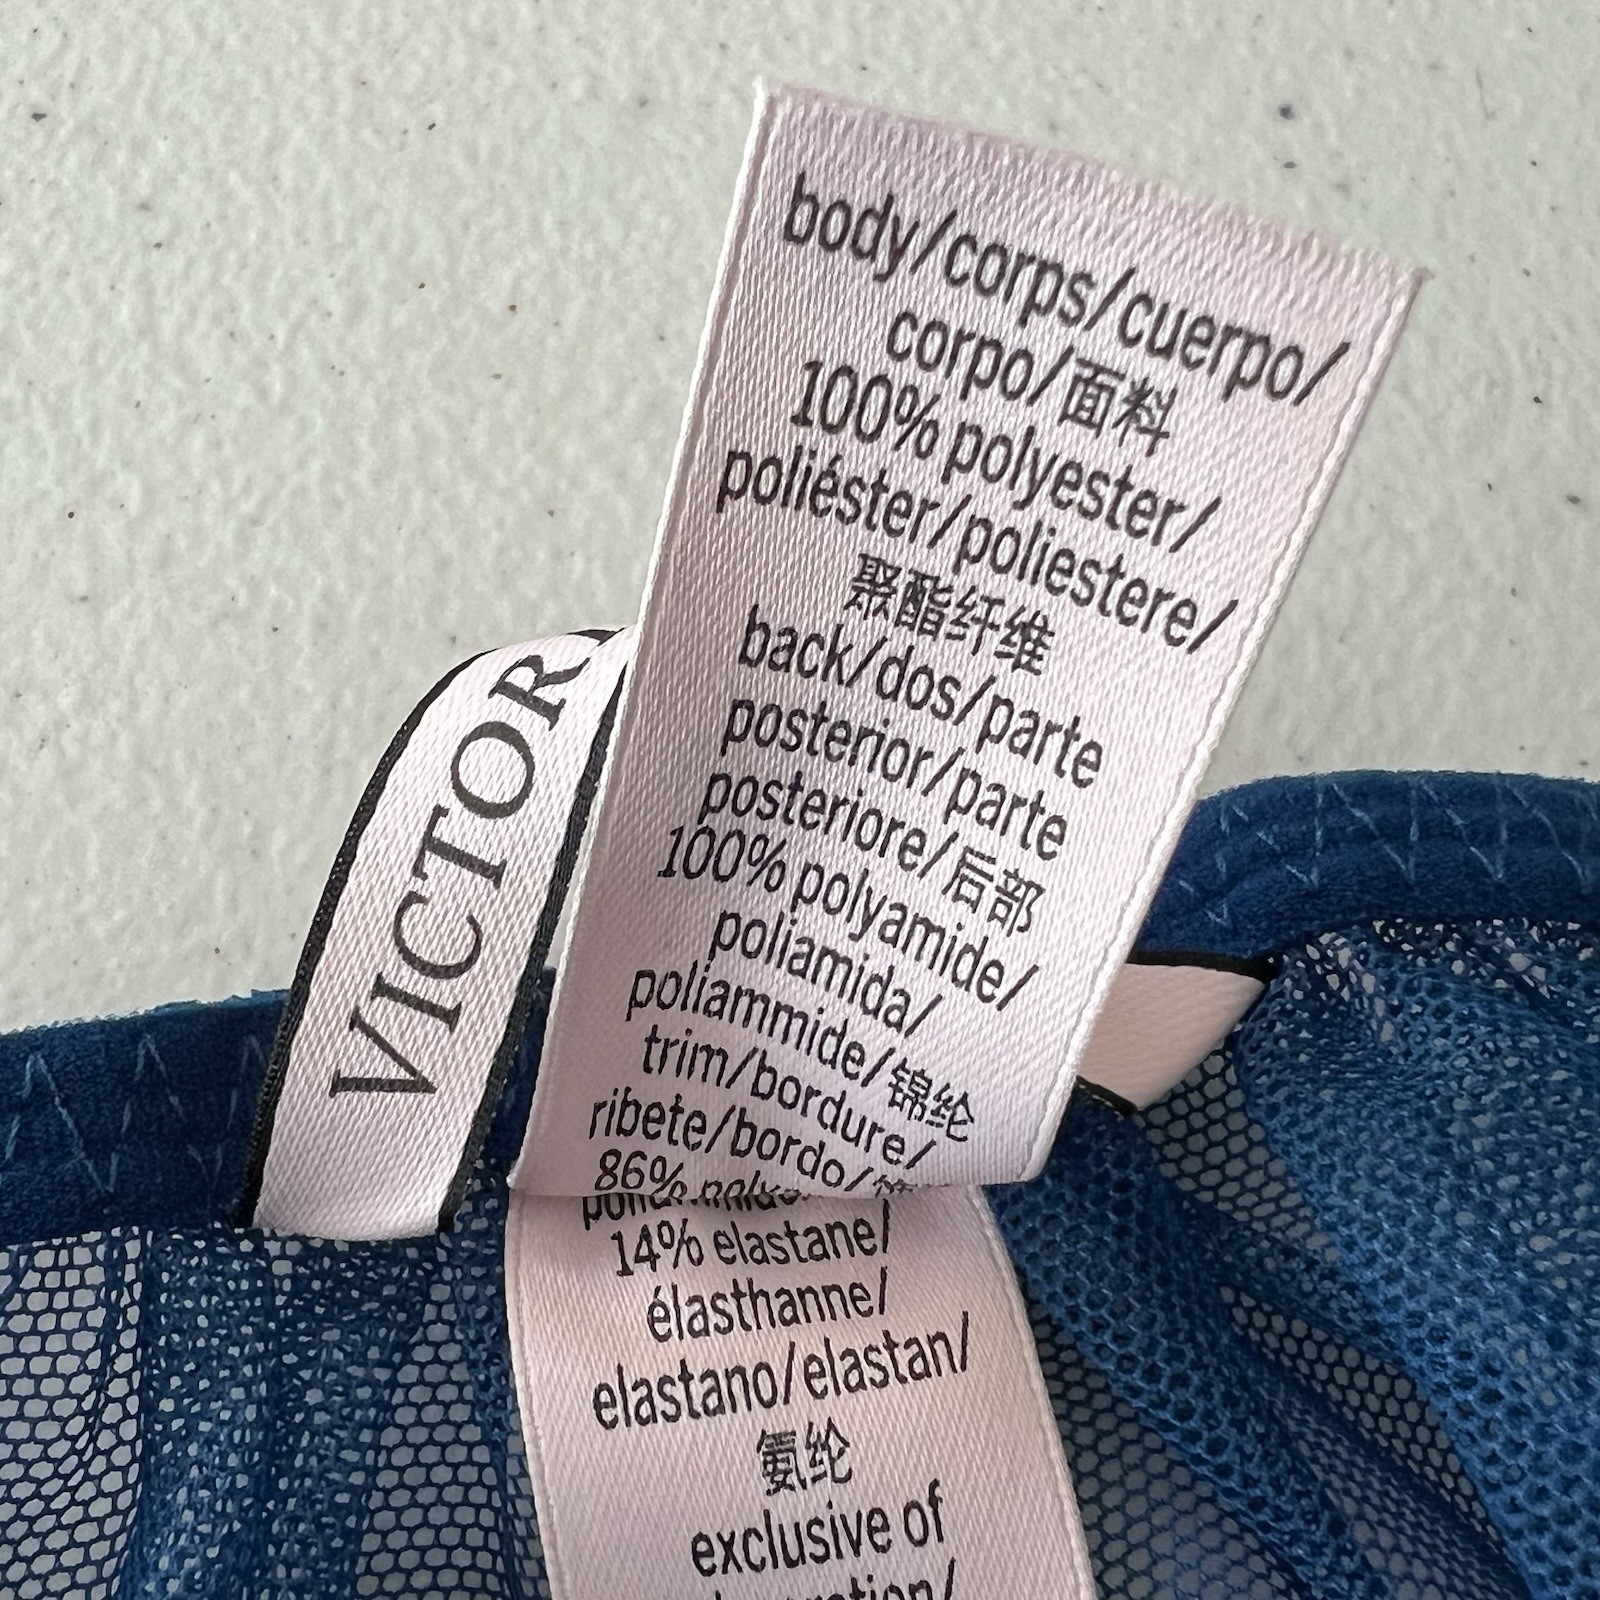 body/corps/cuerpo/
corpo/面料
100% polyester/
poliéster/poliestere/
聚酯纤维
back/dos/parte
posterior/parte
posteriore/后部
100% polyamide/
poliamida/
poliammide/锦纶
trim/bordure/
ribete/bordo/
86%
14% elastane/
élasthanne/
elastano/elastan/
氨纶
exclusive of
VICTOR